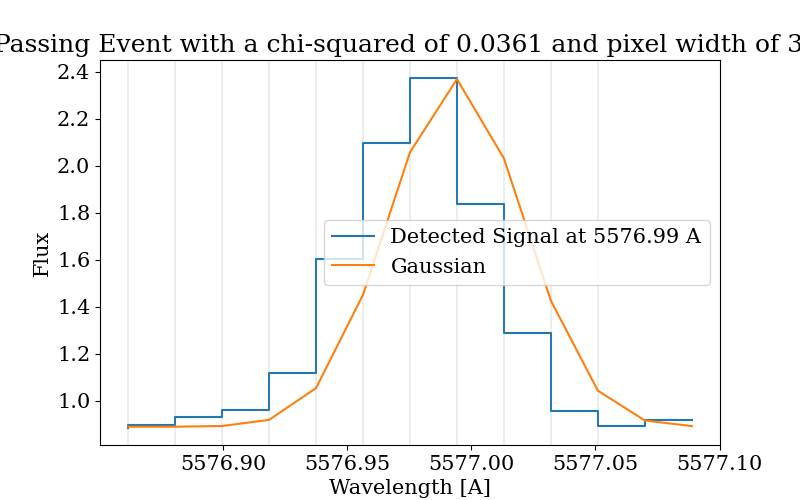 Passing Event with a chi-squared of 0.0361 and pixel width of 3
2.4
2.2
2.0
1.8
1.6
1.4
1.2
1.0
Flux
Detected Signal at 5576.99 A
Gaussian
5576.90 5576.95 5577.00 5577.05 5577.10
Wavelength [A]